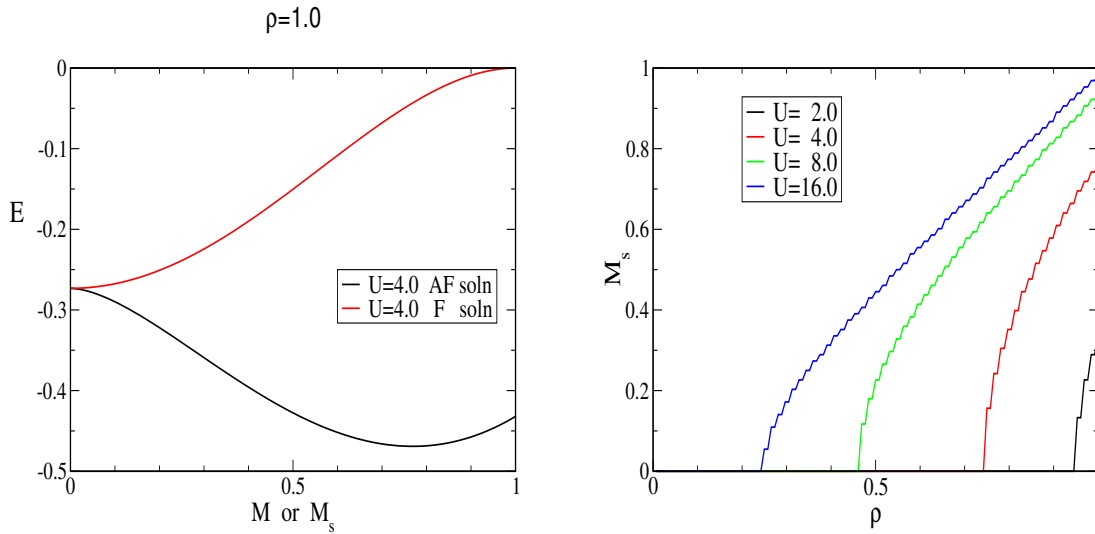 ρ=1.0
0
-0.1
-0.2
-0.3
-0.4
-0.5
E
U=4.0 AF soln
U=4.0 F soln
0
0.5
1
M or M_s
1
0.8
0.6
0.4
0.2
0
M_s
U= 2.0
U= 4.0
U= 8.0
U=16.0
0
0.5
ρ